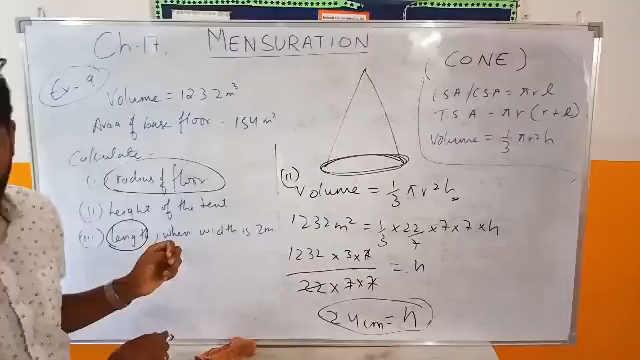 Ch-17. MENSURATION
Ex-9
Volume = 1232 m³
Area of base floor - 154 m²
Calculate
(i) radius of floor
(ii) height of the tent
(iii) length, when width is 2m
(CONE)
LSA/CSA = πrl
TSA = πr(r+l)
Volume = 1/3 πr²h
(ii) Volume = 1/3 πr²h
1232 m² = 1/3 × 22/7 × 7 × 7 × h
1232 × 3 × 7 / 22 × 7 × 7 = h
24cm = h